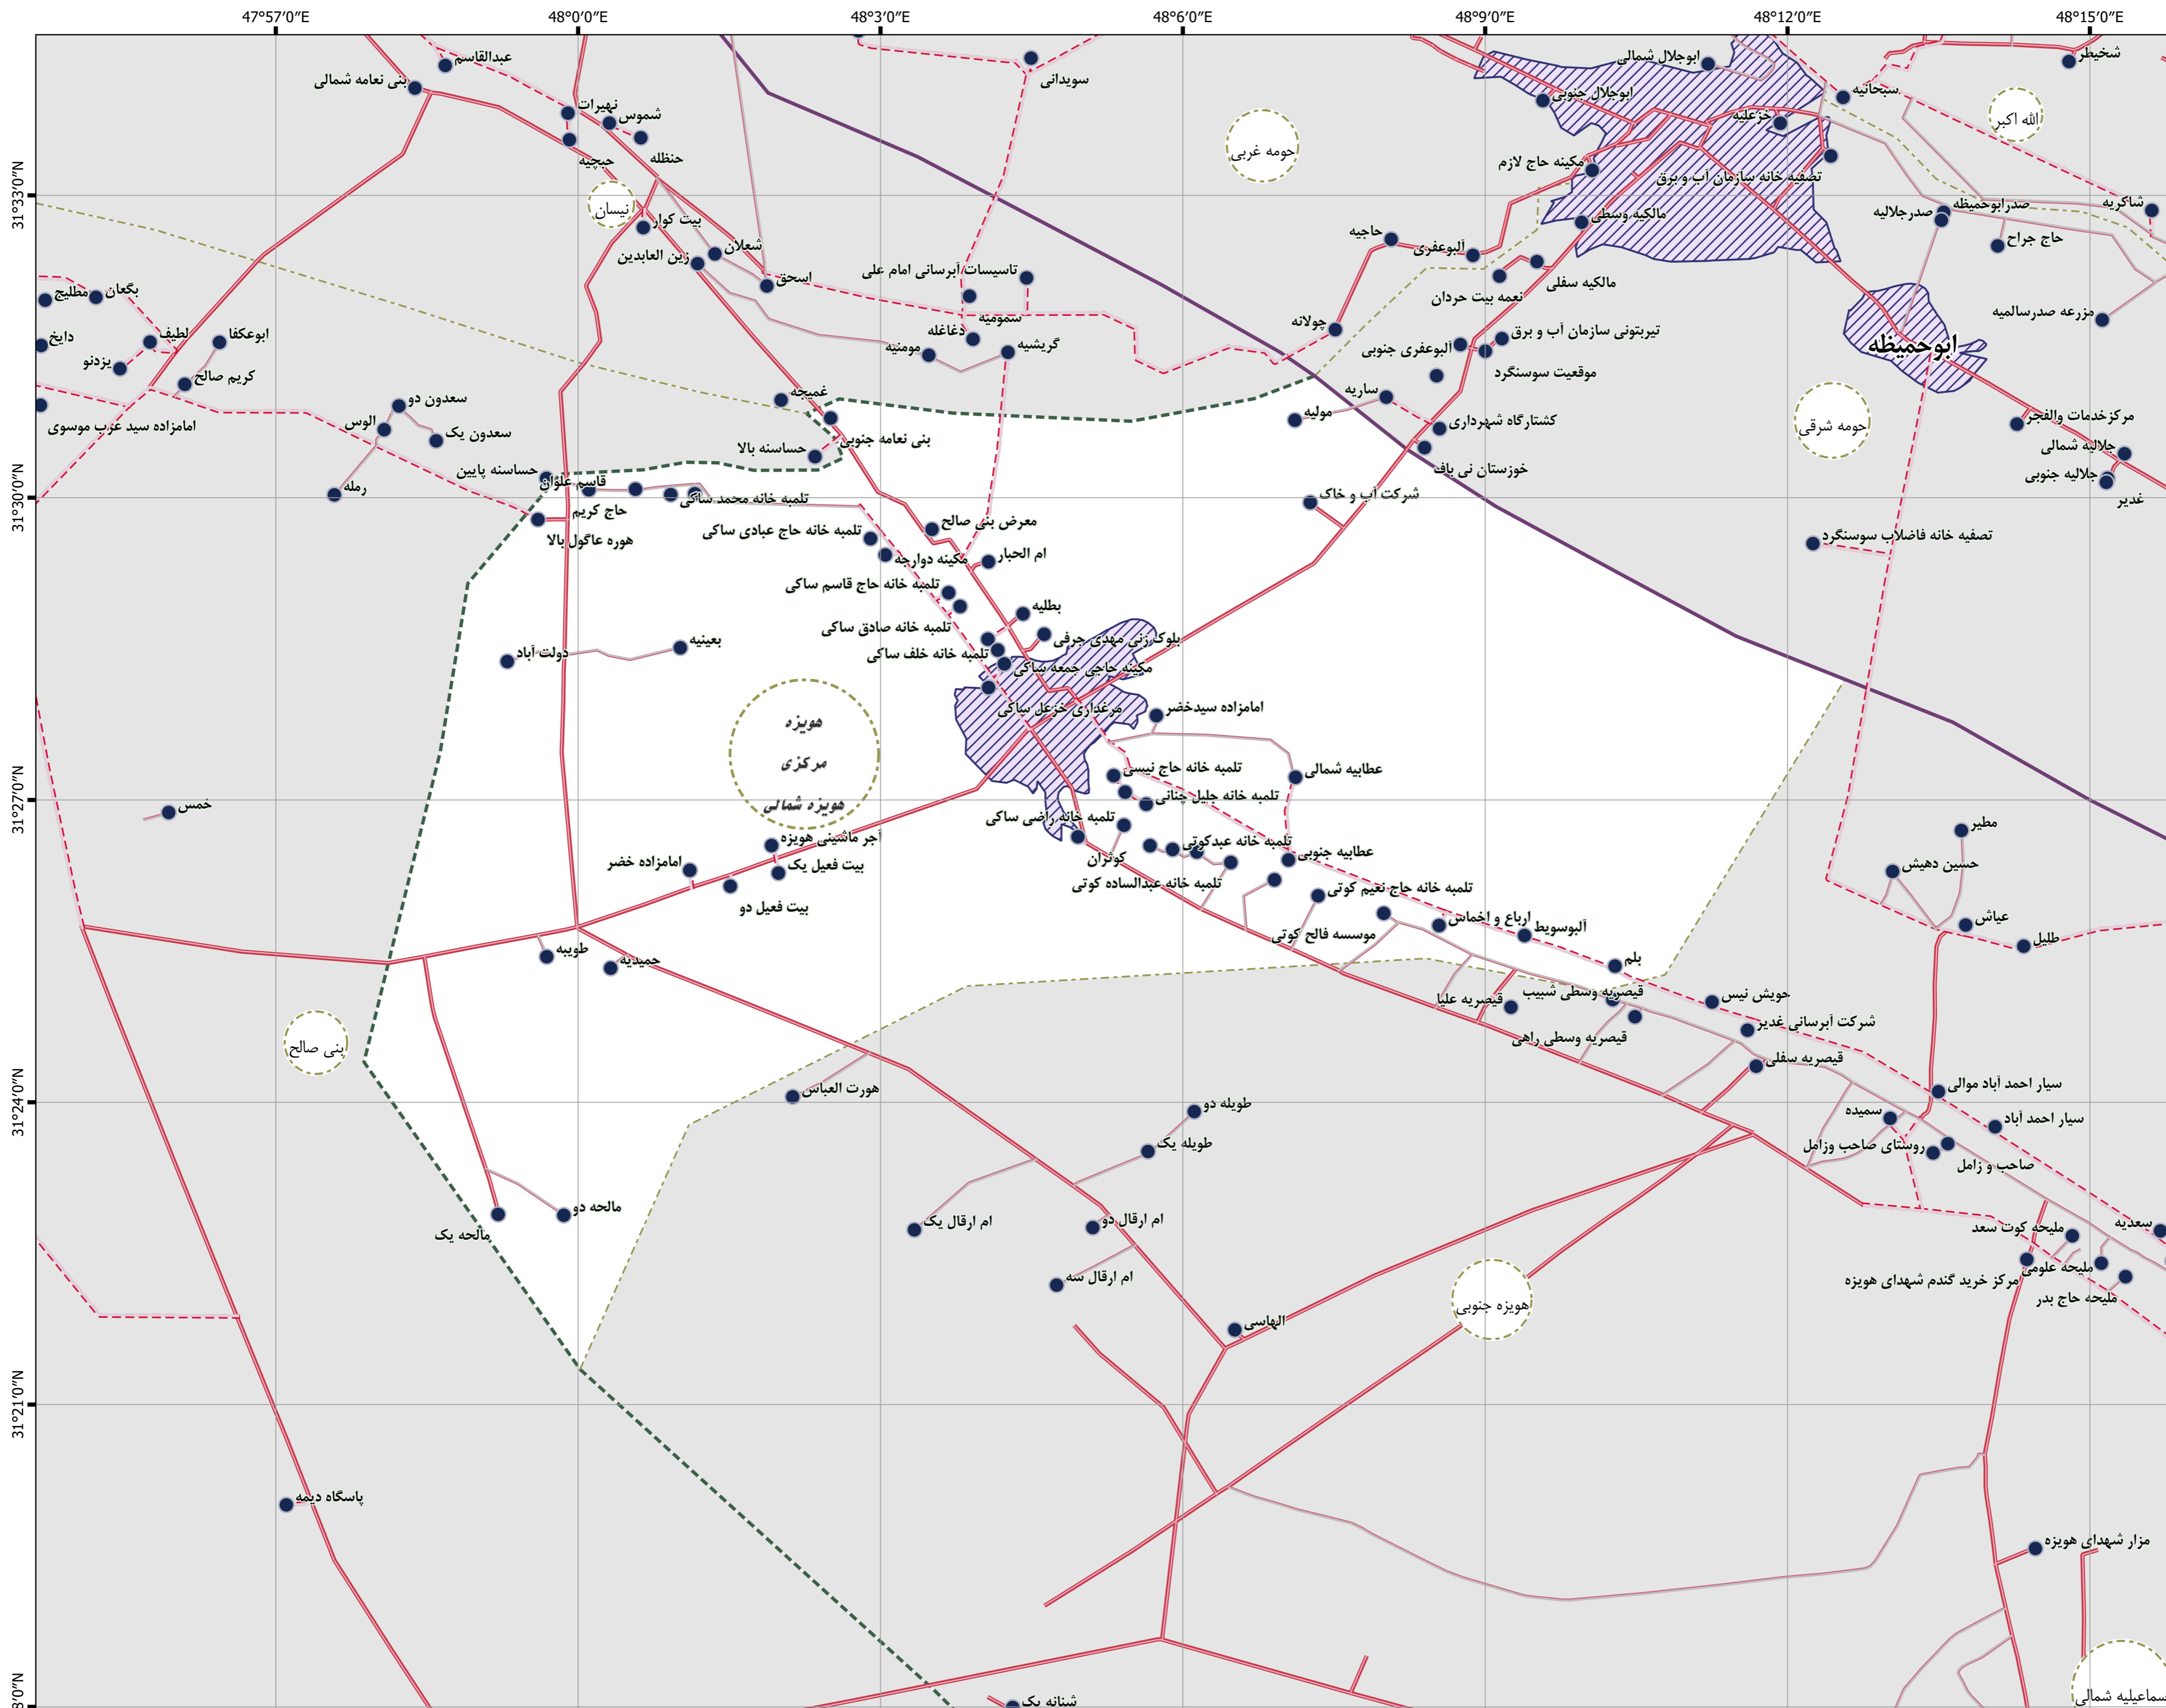 47°57′0″E
48°0′0″E
48°3′0″E
48°6′0″E
48°9′0″E
48°12′0″E
48°15′0″E
31°33′0″N
31°30′0″N
31°27′0″N
31°24′0″N
31°21′0″N
8′0″N
عبدالقاسم
بنی نعامه شمالی
نهیرات
شموس
حنظله
حبچیه
نیسان
بیت کوار
شعلان
زین العابدین
اسحق
سویدانی
حومه غربی
ابوجلال شمالی
ابوجلال جنوبی
خزعلیه
سبحانیه
شخیطر
الله اکبر
مکینه حاج لازم
تصفیه خانه سازمان آب و برق
مالکیه وسطی
صدرابوحمیظه
صدرجلالیه
شاکریه
حاج جراح
حاجیه
آلبوعفری
مالکیه سفلی
نعمه بیت حردان
مزرعه صدرسالمیه
تاسیسات آبرسانی امام علی
سمومیه
دغاغله
مومنیه
گریشیه
چولانه
تیربتونی سازمان آب و برق
آلبوعفری جنوبی
موقعیت سوسنگرد
ابوحمیظه
مطلیح
بگعان
دایخ
لطیف
یزدنو
ابوعکفا
کریم صالح
امامزاده سید عرب موسوی
سعدون دو
الوس
سعدون یک
رمله
غمیجه
بنی نعامه جنوبی
حساسنه بالا
حساسنه پایین
قاسم علوان
تلمبه خانه محمد ساکی
حاج کریم
هوره عاگول بالا
ساریه
مولیه
کشتارگاه شهرداری
خوزستان نی باف
شرکت آب و خاک
حومه شرقی
مرکزخدمات والفجر
جلالیه شمالی
جلالیه جنوبی
غدیر
تصفیه خانه فاضلاب سوسنگرد
معرض بنی صالح
تلمبه خانه حاج عبادی ساکی
مکینه دوارجه
ام الحبار
تلمبه خانه حاج قاسم ساکی
بطلیه
تلمبه خانه صادق ساکی
بلوک زنی مهدی جرفی
تلمبه خانه خلف ساکی
مکینه حاجی جمعه ساکی
مرغداری خزعل ساکی
امامزاده سیدخضر
بعینیه
دولت آباد
هویزه
مرکزی
هویزه شمالی
تلمبه خانه حاج نیسی
عطابیه شمالی
تلمبه خانه جلیل چنانی
تلمبه خانه راضی ساکی
تلمبه خانه عبدکوتی
کوثران
عطابیه جنوبی
تلمبه خانه عبدالساده کوتی
تلمبه خانه حاج نعیم کوتی
خمس
آجر ماشینی هویزه
امامزاده خضر
بیت فعیل یک
بیت فعیل دو
مطیر
حسین دهیش
عیاش
طلیل
ارباع و اخماس
آلبوسویط
موسسه فالح کوتی
بلم
طویبه
حمیدیه
بنی صالح
قیصریه علیا
قیصریه وسطی شبیب
قیصریه وسطی راهی
حویش نیس
شرکت آبرسانی غدیر
قیصریه سفلی
هورت العباس
طویله دو
طویله یک
سیار احمد آباد موالی
سمیده
سیار احمد آباد
روستای صاحب وزامل
صاحب و زامل
مالحه دو
مالحه یک
ام ارقال یک
ام ارقال دو
ام ارقال سه
ملیحه کوت سعد
سعدیه
ملیحه علومی
مرکز خرید گندم شهدای هویزه
ملیحه حاج بدر
هویزه جنوبی
الهاسی
پاسگاه دیمه
مزار شهدای هویزه
سماعیلیه شمالی
شنانه یک